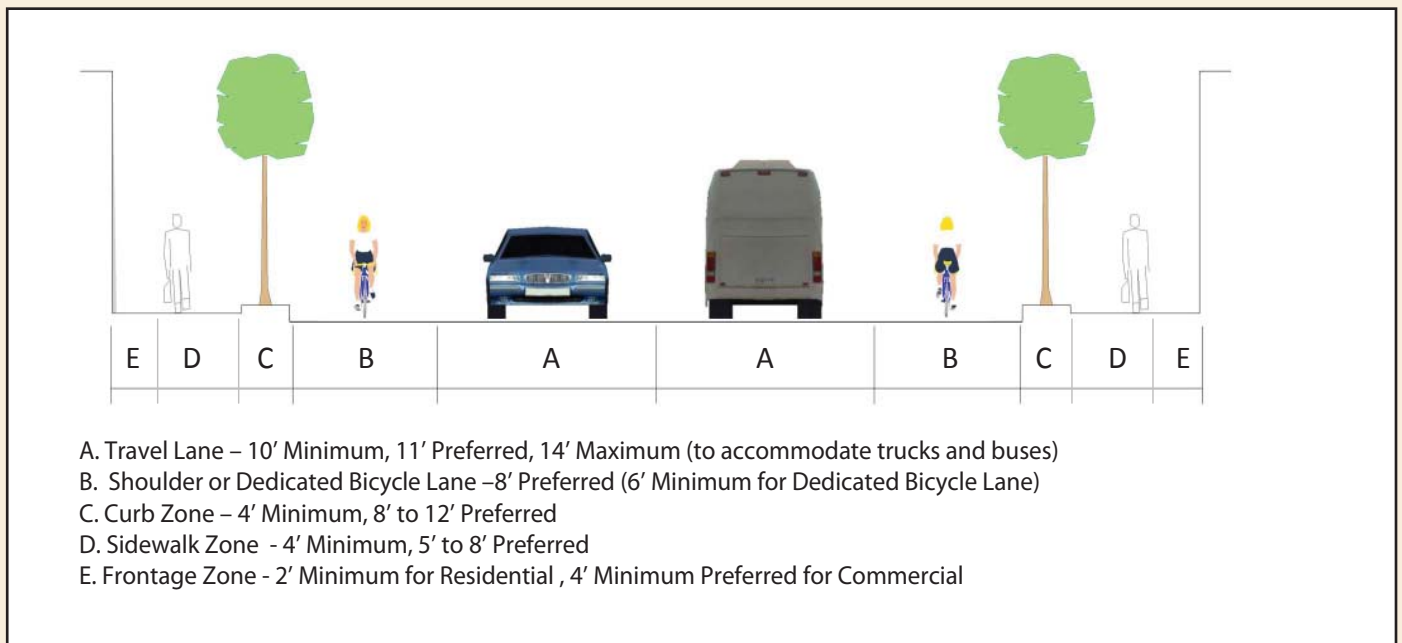 E D C B A A B C D E
A. Travel Lane – 10’ Minimum, 11’ Preferred, 14’ Maximum (to accommodate trucks and buses)
B. Shoulder or Dedicated Bicycle Lane –8’ Preferred (6’ Minimum for Dedicated Bicycle Lane)
C. Curb Zone – 4’ Minimum, 8’ to 12’ Preferred
D. Sidewalk Zone - 4’ Minimum, 5’ to 8’ Preferred
E. Frontage Zone - 2’ Minimum for Residential , 4’ Minimum Preferred for Commercial